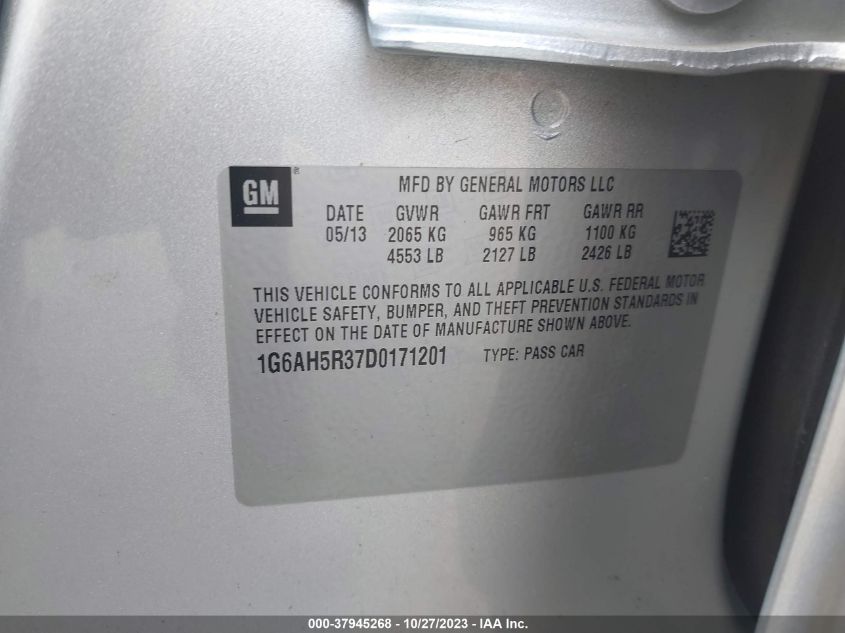 GM ®
MFD BY GENERAL MOTORS LLC
DATE GVWR GAWR FRT GAWR RR
05/13 2065 KG 965 KG 1100 KG
4553 LB 2127 LB 2426 LB
THIS VEHICLE CONFORMS TO ALL APPLICABLE U.S. FEDERAL MOTOR
VEHICLE SAFETY, BUMPER, AND THEFT PREVENTION STANDARDS IN
EFFECT ON THE DATE OF MANUFACTURE SHOWN ABOVE.
1G6AH5R37D0171201 TYPE: PASS CAR
000-37945268 - 10/27/2023 - IAA Inc.